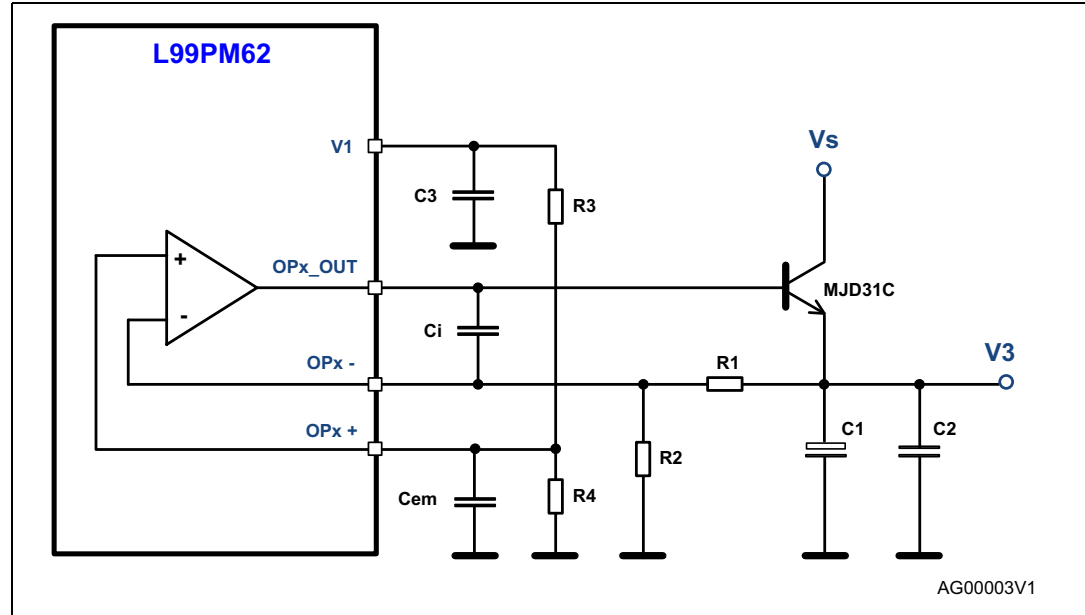 L99PM62
V1
Vs
C3
R3
+
OPx_OUT
MJD31C
-
Ci
V3
R1
OPx -
C1
C2
OPx +
R2
Cem
R4
AG00003V1